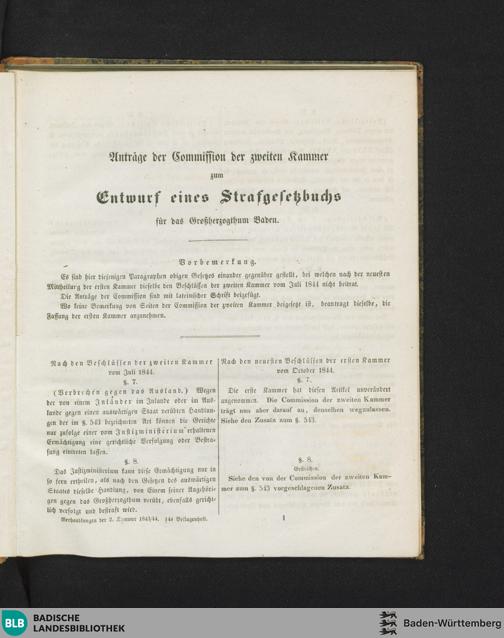 Anträge der Commission der zweiten Kammer
zum
Entwurf eines Strafgesetzbuchs
für das Großherzogthum Baden.
Vorbemerkung.
Es sind hier diejenigen Paragraphen obigen Gesetzes einander gegenüber gestellt, bei welchen nach der neuesten
Mittheilung der ersten Kammer dieselbe den Beschlüssen der zweiten Kammer vom Juli 1844 nicht beitrat.
Die Anträge der Commission sind mit lateinischer Schrift beigefügt.
Wo keine Bemerkung von Seiten der Commission der zweiten Kammer beigesetzt ist, beantragt dieselbe, die
Fassung der ersten Kammer anzunehmen.
Nach den Beschlüssen der zweiten Kammer
vom Juli 1844.
§. 7.
(Verbrechen gegen das Ausland.) Wegen
der von einem Inländer im Inlande oder im Aus-
lande gegen einen auswärtigen Staat verübten Handlun-
gen der im §. 543 bezeichneten Art können die Gerichte
nur zufolge einer vom Justizministerium erhaltenen
Ermächtigung eine gerichtliche Verfolgung oder Bestra-
fung eintreten lassen.
§. 8.
Das Justizministerium kann diese Ermächtigung nur in
so fern ertheilen, als nach den Gesetzen des auswärtigen
Staates dieselbe Handlung, von Einem seiner Angehöri-
gen gegen das Großherzogthum verübt, ebenfalls gericht-
lich verfolgt und bestraft wird.
Verhandlungen der 2. Kammer 1843/44. 14s Beilagenheft.
Nach den neuesten Beschlüssen der ersten Kammer
vom October 1844.
§. 7.
Die erste Kammer hat diesen Artikel unverändert
angenommen. Die Commission der zweiten Kammer
trägt nun aber darauf an, denselben wegzulassen.
Siehe den Zusatz zum §. 543.
§. 8.
Gestrichen.
Siehe den von der Commission der zweiten Kam-
mer zum §. 543 vorgeschlagenen Zusatz.
1
BLB
BADISCHE
LANDESBIBLIOTHEK
Baden-Württemberg